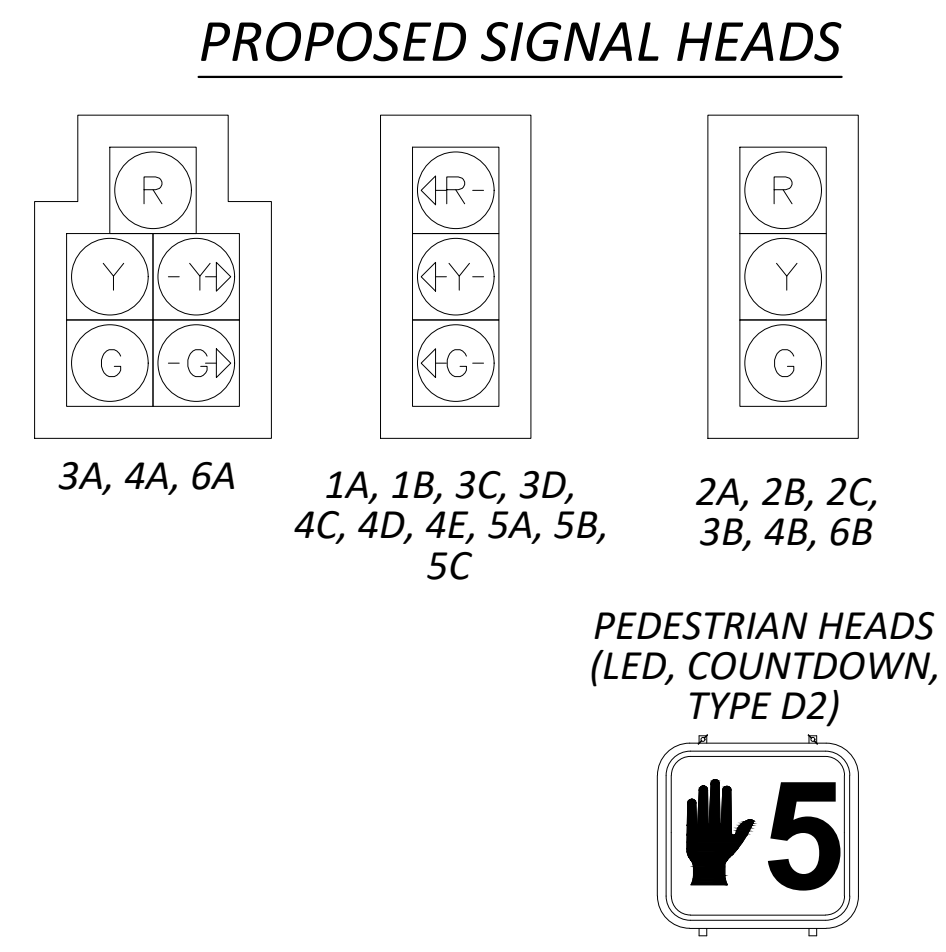 PROPOSED SIGNAL HEADS
R
Y -Y-
G -G-
3A, 4A, 6A
-R-
-Y-
-G-
1A, 1B, 3C, 3D,
4C, 4D, 4E, 5A, 5B,
5C
R
Y
G
2A, 2B, 2C,
3B, 4B, 6B
PEDESTRIAN HEADS
(LED, COUNTDOWN,
TYPE D2)
5